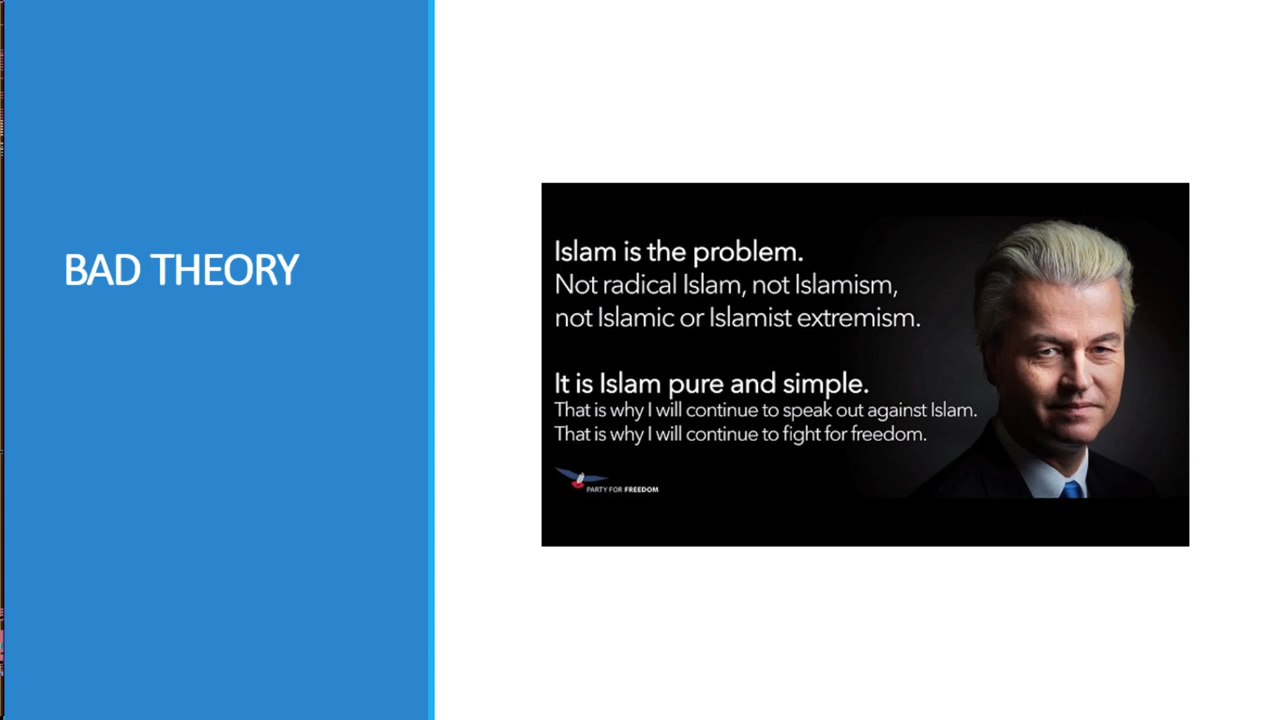 BAD THEORY
Islam is the problem.
Not radical Islam, not Islamism,
not Islamic or Islamist extremism.
It is Islam pure and simple.
That is why I will continue to speak out against Islam.
That is why I will continue to fight for freedom.
PARTY FOR FREEDOM